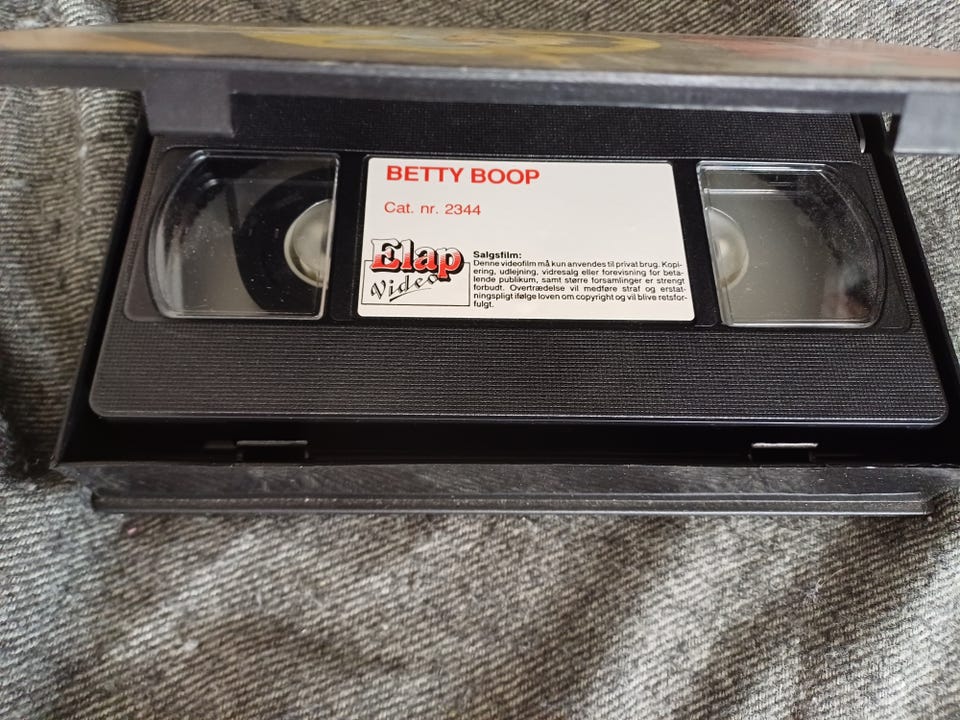 BETTY BOOP
Cat. nr. 2344
Elap
Video
Salgsfilm:
Denne videofilm må kun anvendes til privat brug. Kopi-
ering, udlejning, vidresalg eller forevisning for beta-
lende publikum, samt større forsamlinger er strengt
forbudt. Overtrædelse vil medføre straf og erstat-
ningspligt ifølge loven om copyright og vil blive retsfor-
fulgt.